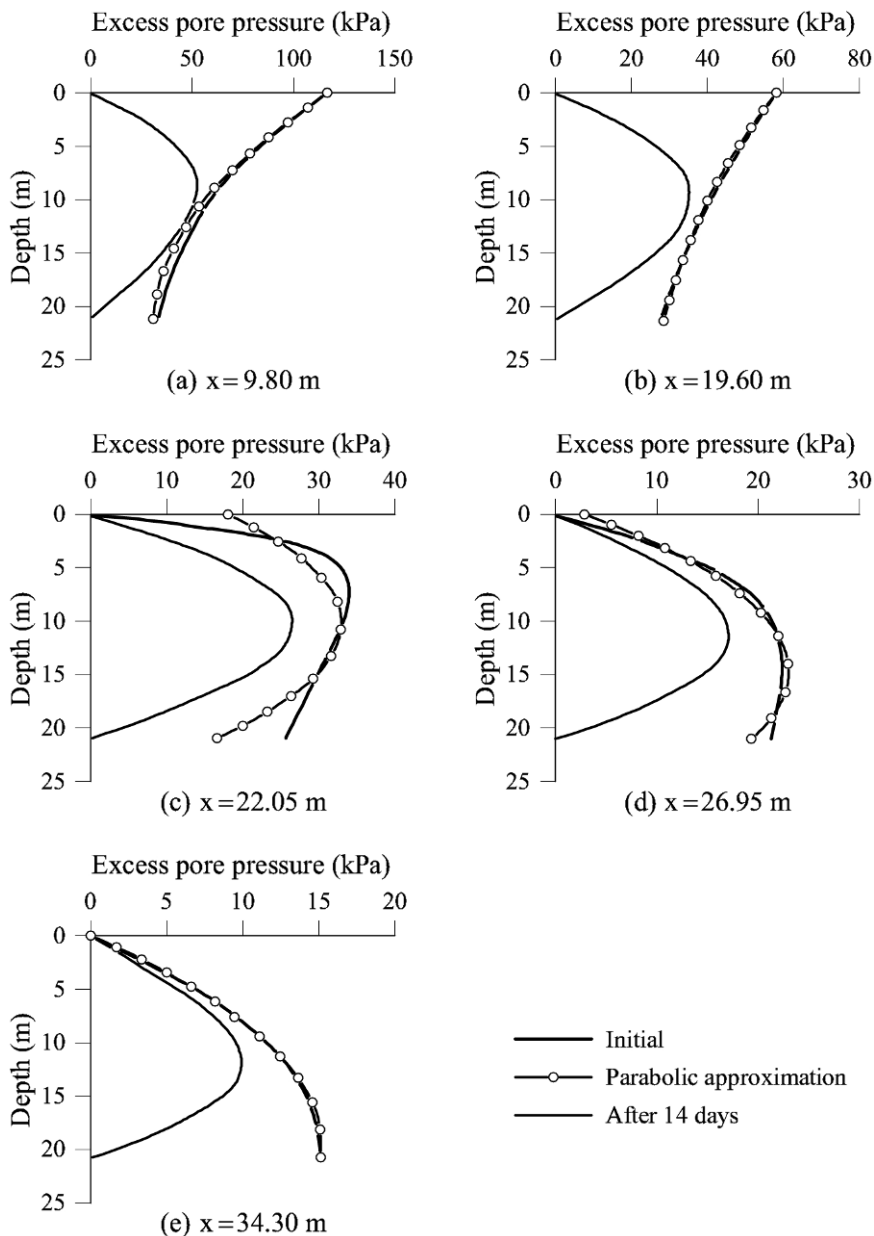 Excess pore pressure (kPa)
0 50 100 150
0
5
10
15
20
25
Depth (m)
(a) x=9.80 m
Excess pore pressure (kPa)
0 20 40 60 80
0
5
10
15
20
25
Depth (m)
(b) x=19.60 m
Excess pore pressure (kPa)
0 10 20 30 40
0
5
10
15
20
25
Depth (m)
(c) x=22.05 m
Excess pore pressure (kPa)
0 10 20 30
0
5
10
15
20
25
Depth (m)
(d) x=26.95 m
Excess pore pressure (kPa)
0 5 10 15 20
0
5
10
15
20
25
Depth (m)
(e) x=34.30 m
Initial
Parabolic approximation
After 14 days